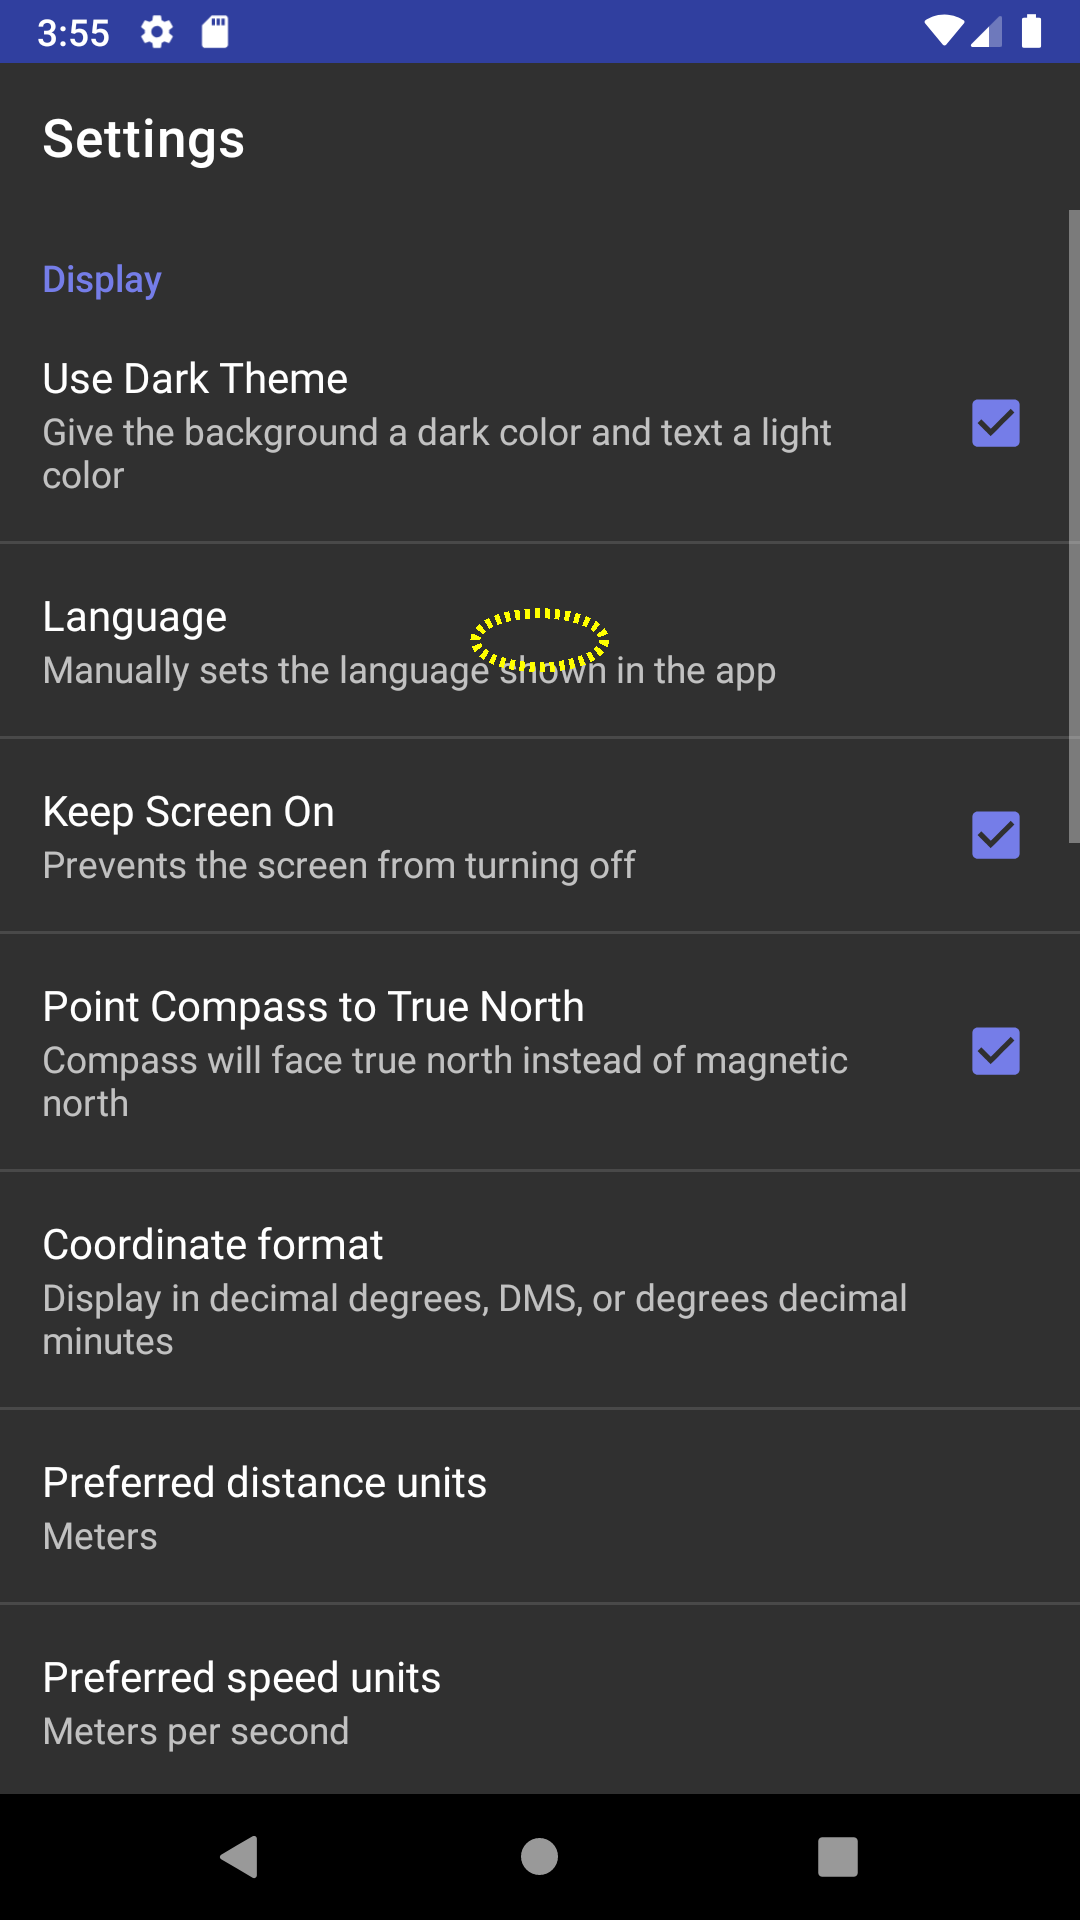 3:55
Settings
Display
Use Dark Theme
Give the background a dark color and text a light
color
Language
Manually sets the language shown in the app
Keep Screen On
Prevents the screen from turning off
Point Compass to True North
Compass will face true north instead of magnetic
north
Coordinate format
Display in decimal degrees, DMS, or degrees decimal
minutes
Preferred distance units
Meters
Preferred speed units
Meters per second